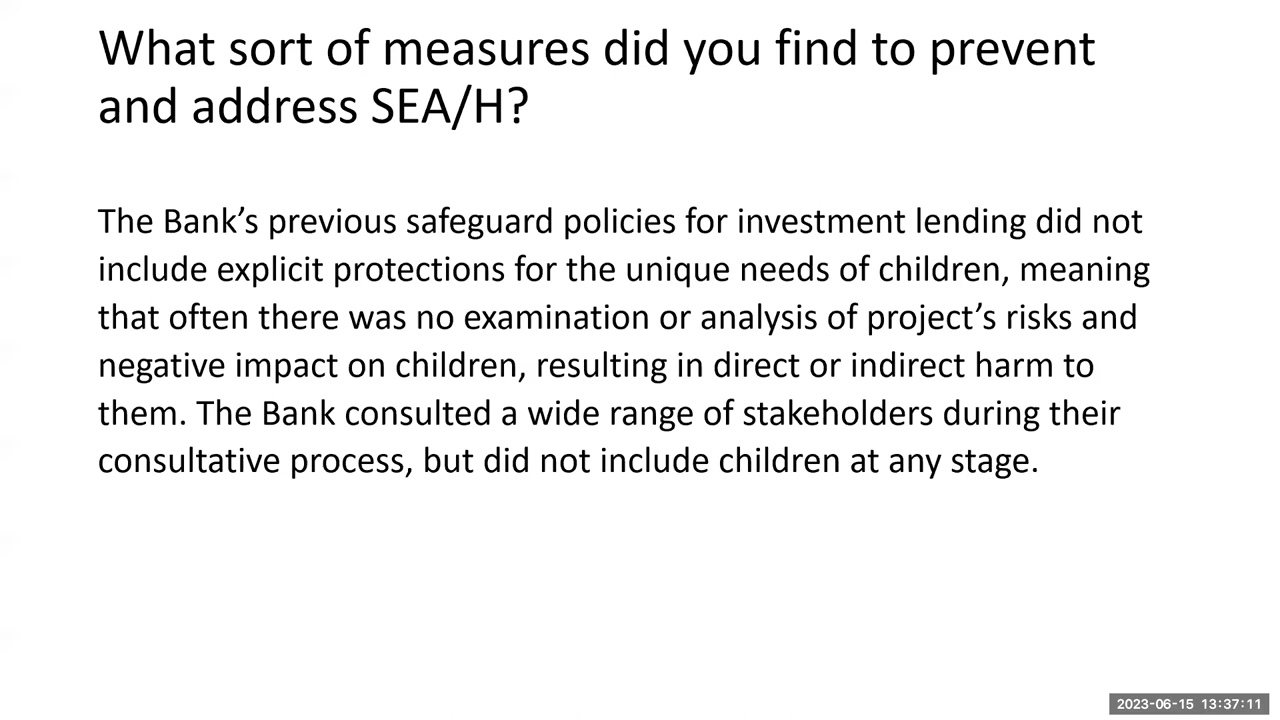 What sort of measures did you find to prevent
and address SEA/H?
The Bank’s previous safeguard policies for investment lending did not
include explicit protections for the unique needs of children, meaning
that often there was no examination or analysis of project’s risks and
negative impact on children, resulting in direct or indirect harm to
them. The Bank consulted a wide range of stakeholders during their
consultative process, but did not include children at any stage.
2023-06-15 13:37:11